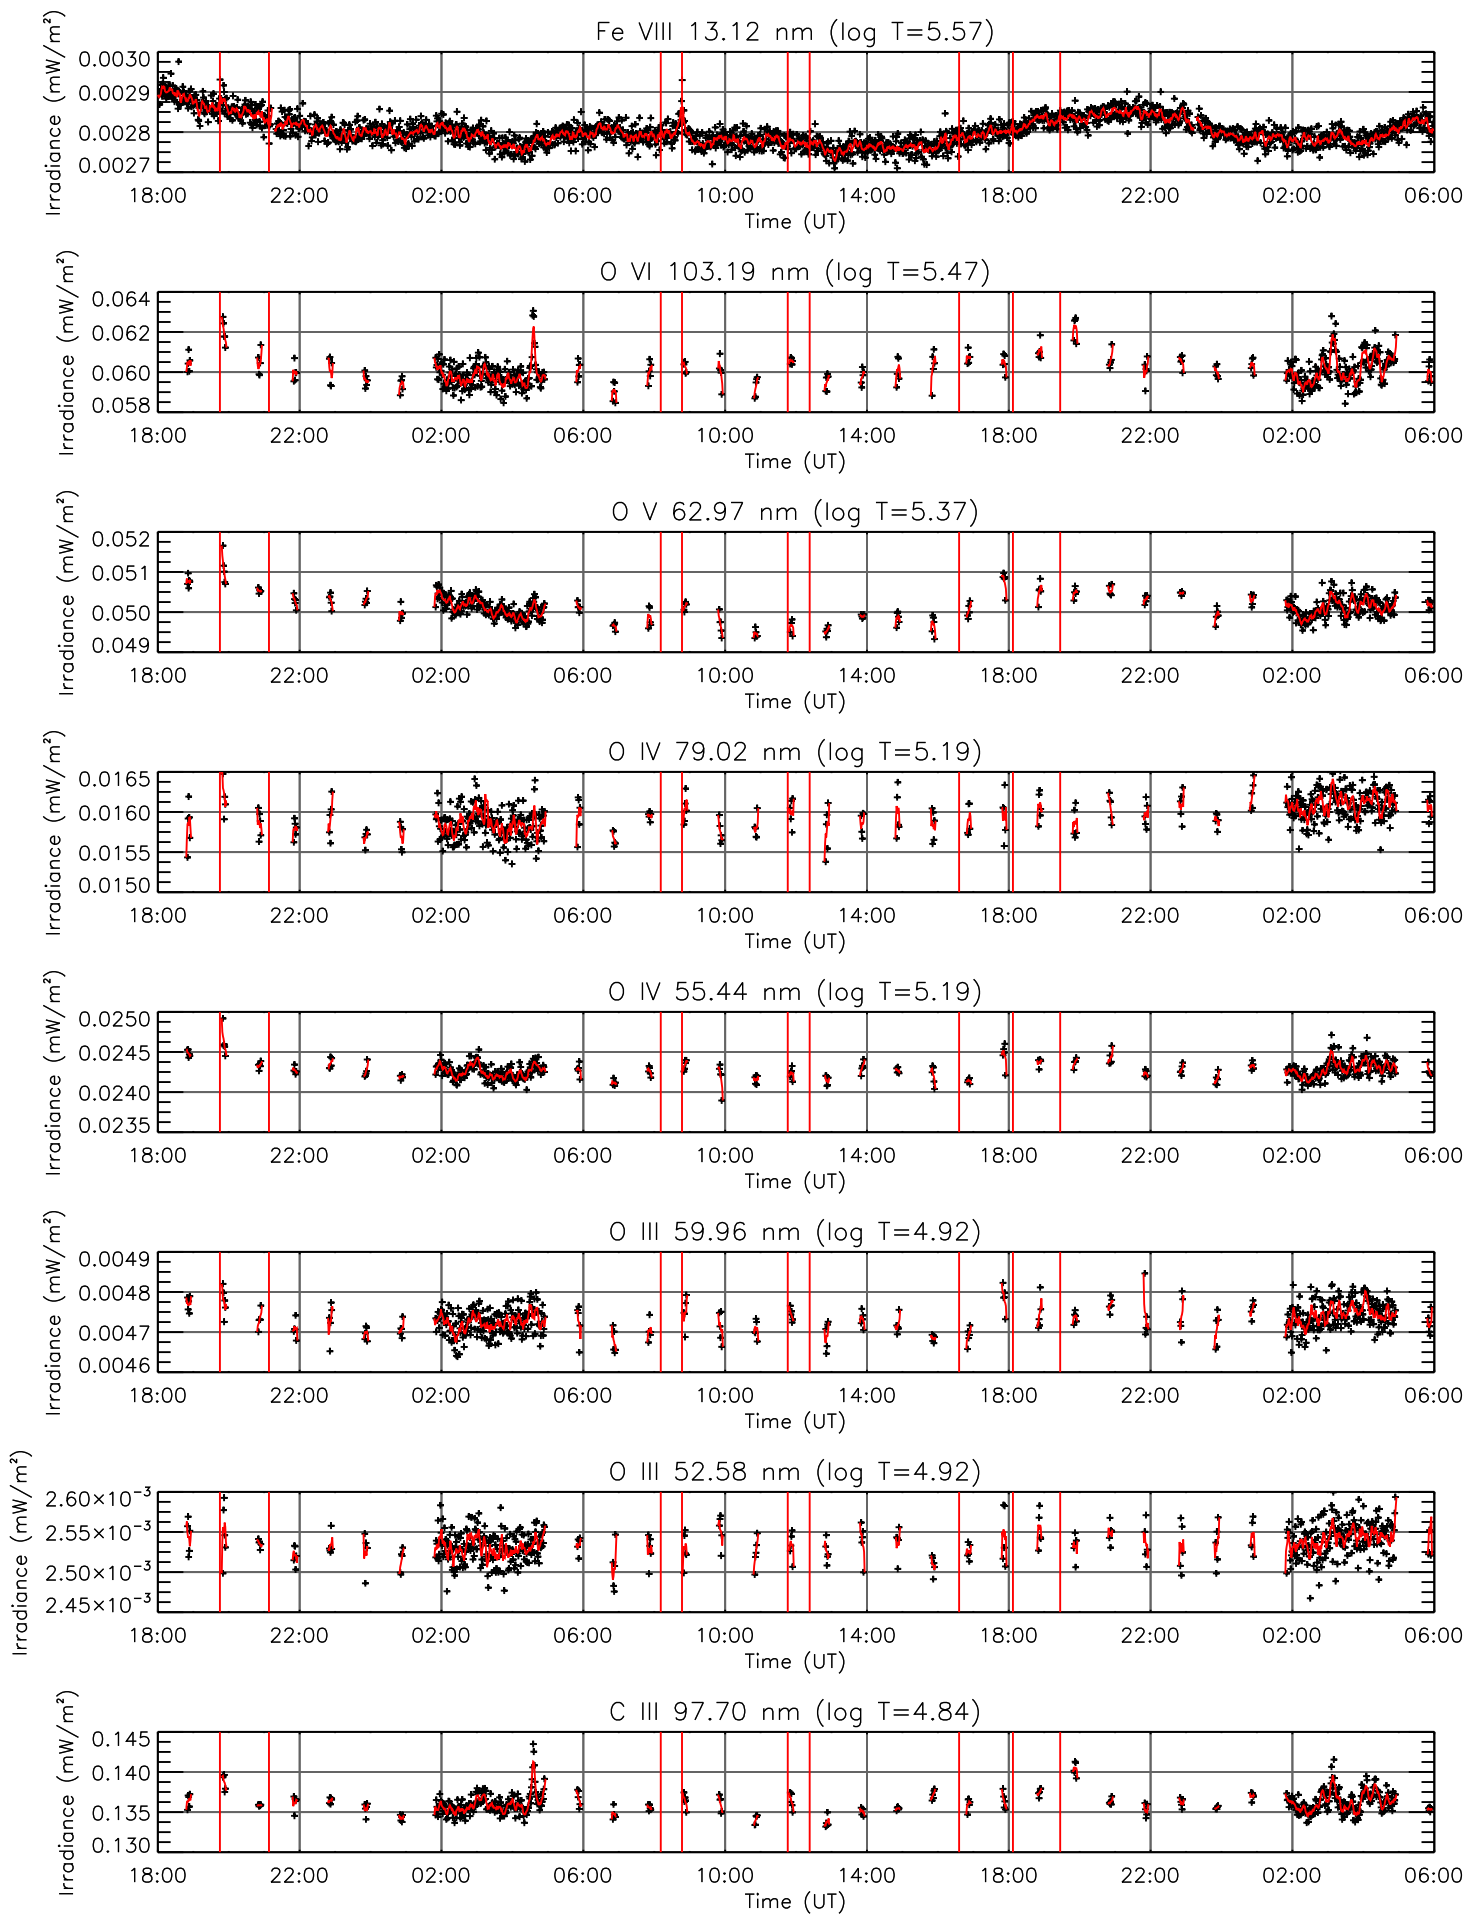 Fe VIII 13.12 nm (log T=5.57)
Irradiance (mW/m²)
0.0030
0.0029
0.0028
0.0027
18:00 22:00 02:00 06:00 10:00 14:00 18:00 22:00 02:00 06:00
Time (UT)
O VI 103.19 nm (log T=5.47)
Irradiance (mW/m²)
0.064
0.062
0.060
0.058
18:00 22:00 02:00 06:00 10:00 14:00 18:00 22:00 02:00 06:00
Time (UT)
O V 62.97 nm (log T=5.37)
Irradiance (mW/m²)
0.052
0.051
0.050
0.049
18:00 22:00 02:00 06:00 10:00 14:00 18:00 22:00 02:00 06:00
Time (UT)
O IV 79.02 nm (log T=5.19)
Irradiance (mW/m²)
0.0165
0.0160
0.0155
0.0150
18:00 22:00 02:00 06:00 10:00 14:00 18:00 22:00 02:00 06:00
Time (UT)
O IV 55.44 nm (log T=5.19)
Irradiance (mW/m²)
0.0250
0.0245
0.0240
0.0235
18:00 22:00 02:00 06:00 10:00 14:00 18:00 22:00 02:00 06:00
Time (UT)
O III 59.96 nm (log T=4.92)
Irradiance (mW/m²)
0.0049
0.0048
0.0047
0.0046
18:00 22:00 02:00 06:00 10:00 14:00 18:00 22:00 02:00 06:00
Time (UT)
O III 52.58 nm (log T=4.92)
Irradiance (mW/m²)
2.60×10⁻³
2.55×10⁻³
2.50×10⁻³
2.45×10⁻³
18:00 22:00 02:00 06:00 10:00 14:00 18:00 22:00 02:00 06:00
Time (UT)
C III 97.70 nm (log T=4.84)
Irradiance (mW/m²)
0.145
0.140
0.135
0.130
18:00 22:00 02:00 06:00 10:00 14:00 18:00 22:00 02:00 06:00
Time (UT)